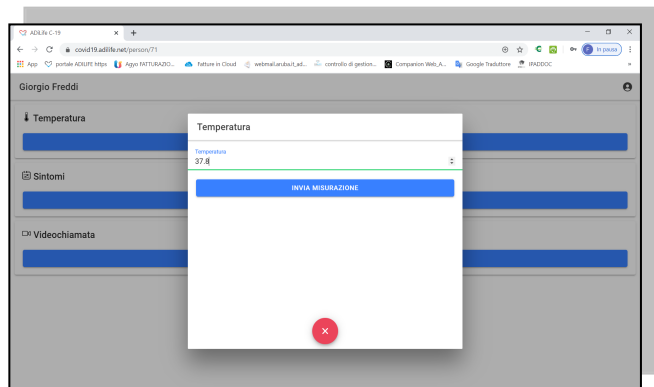 ADiLife C-19
covid19.adilife.net/person/71
In pausa
App portale ADILIFE https Agyo FATTURAZIO... Fatture in Cloud webmail.aruba.it_ad... controllo di gestion... Companion Web_A... Google Traduttore IPADDOC
Giorgio Freddi
Temperatura
Temperatura
Temperatura
37.8
INVIA MISURAZIONE
Sintomi
Videochiamata